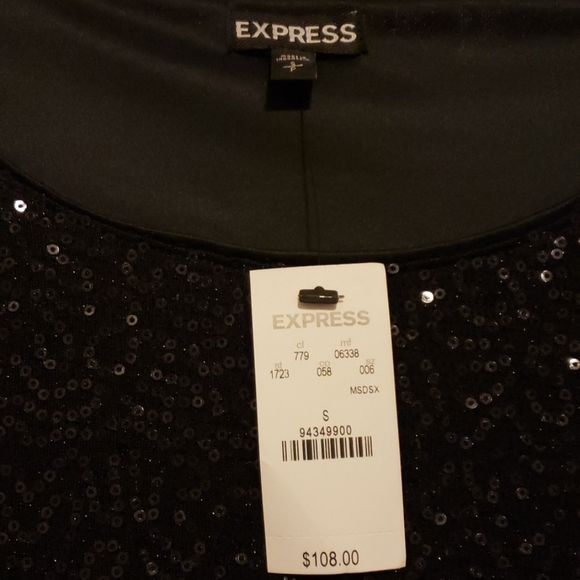 EXPRESS
S
EXPRESS
cl mf
779 06338
st co sz
1723 058 006
MSDSX
S
94349900
$108.00